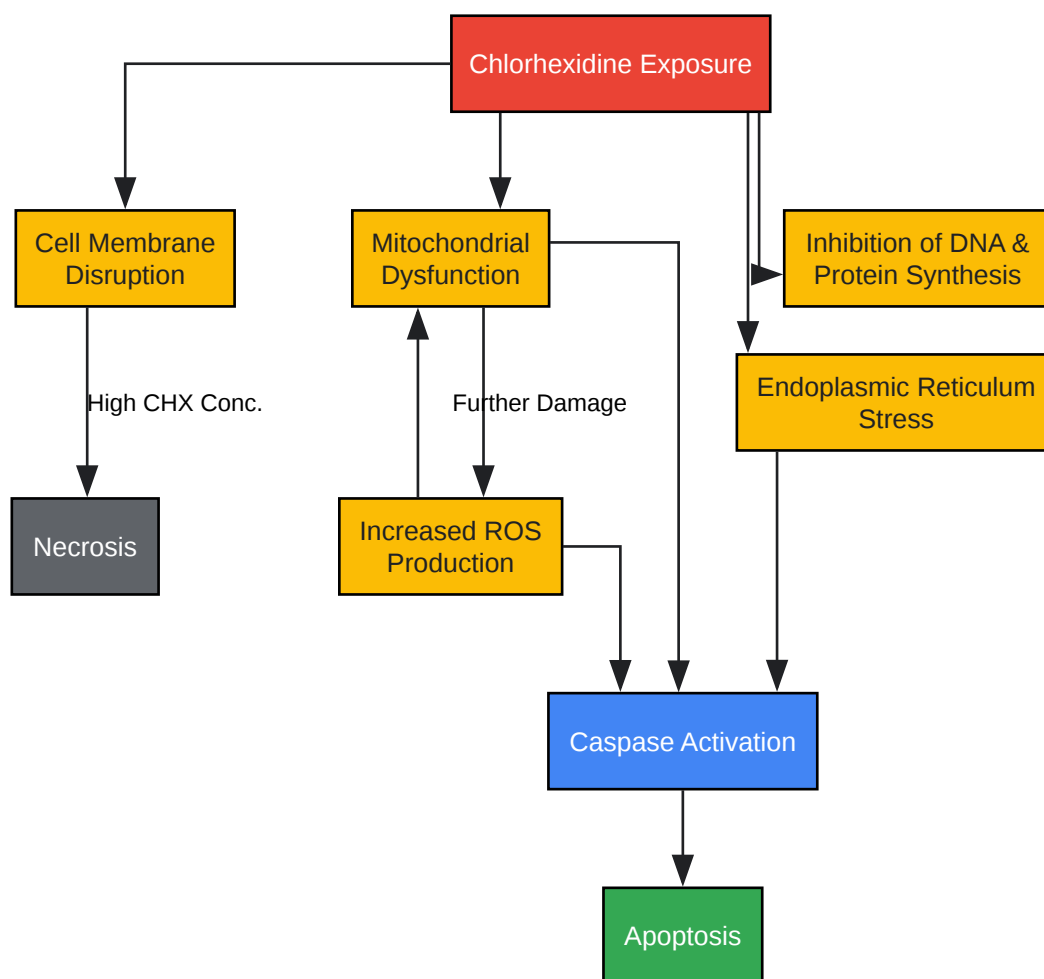 Chlorhexidine Exposure
Cell Membrane
Disruption
Mitochondrial
Dysfunction
Inhibition of DNA &
Protein Synthesis
Endoplasmic Reticulum
Stress
High CHX Conc.
Further Damage
Necrosis
Increased ROS
Production
Caspase Activation
Apoptosis